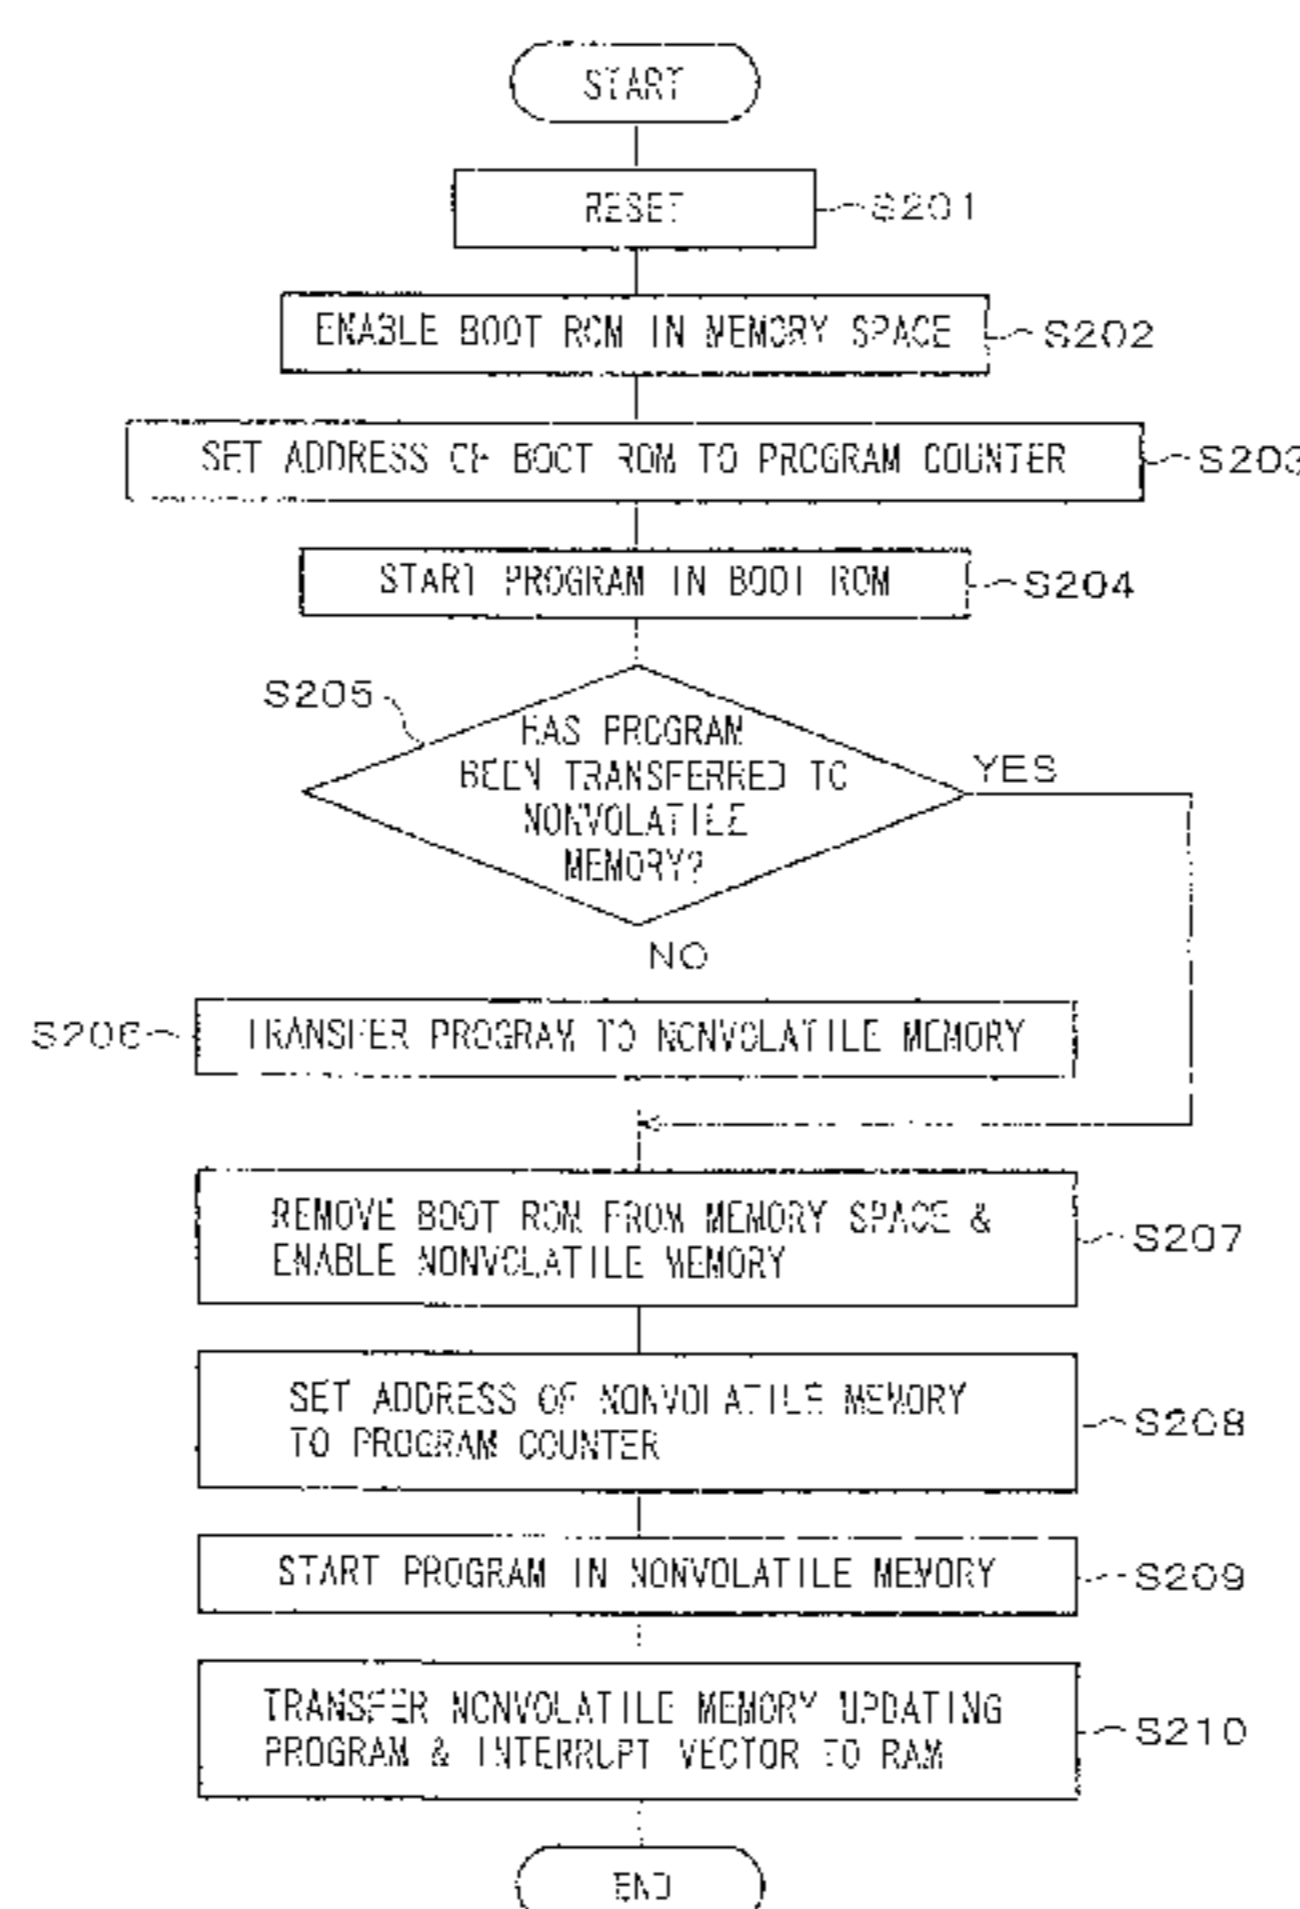 START
RESET
S201
ENABLE BOOT ROM IN MEMORY SPACE
S202
SET ADDRESS OF BOOT ROM TO PROGRAM COUNTER
S203
START PROGRAM IN BOOT ROM
S204
S205
HAS PROGRAM
BEEN TRANSFERRED TO
NONVOLATILE
MEMORY?
YES
NO
S206
TRANSFER PROGRAM TO NONVOLATILE MEMORY
REMOVE BOOT ROM FROM MEMORY SPACE &
ENABLE NONVOLATILE MEMORY
S207
SET ADDRESS OF NONVOLATILE MEMORY
TO PROGRAM COUNTER
S208
START PROGRAM IN NONVOLATILE MEMORY
S209
TRANSFER NONVOLATILE MEMORY UPDATING
PROGRAM & INTERRUPT VECTOR TO RAM
S210
END